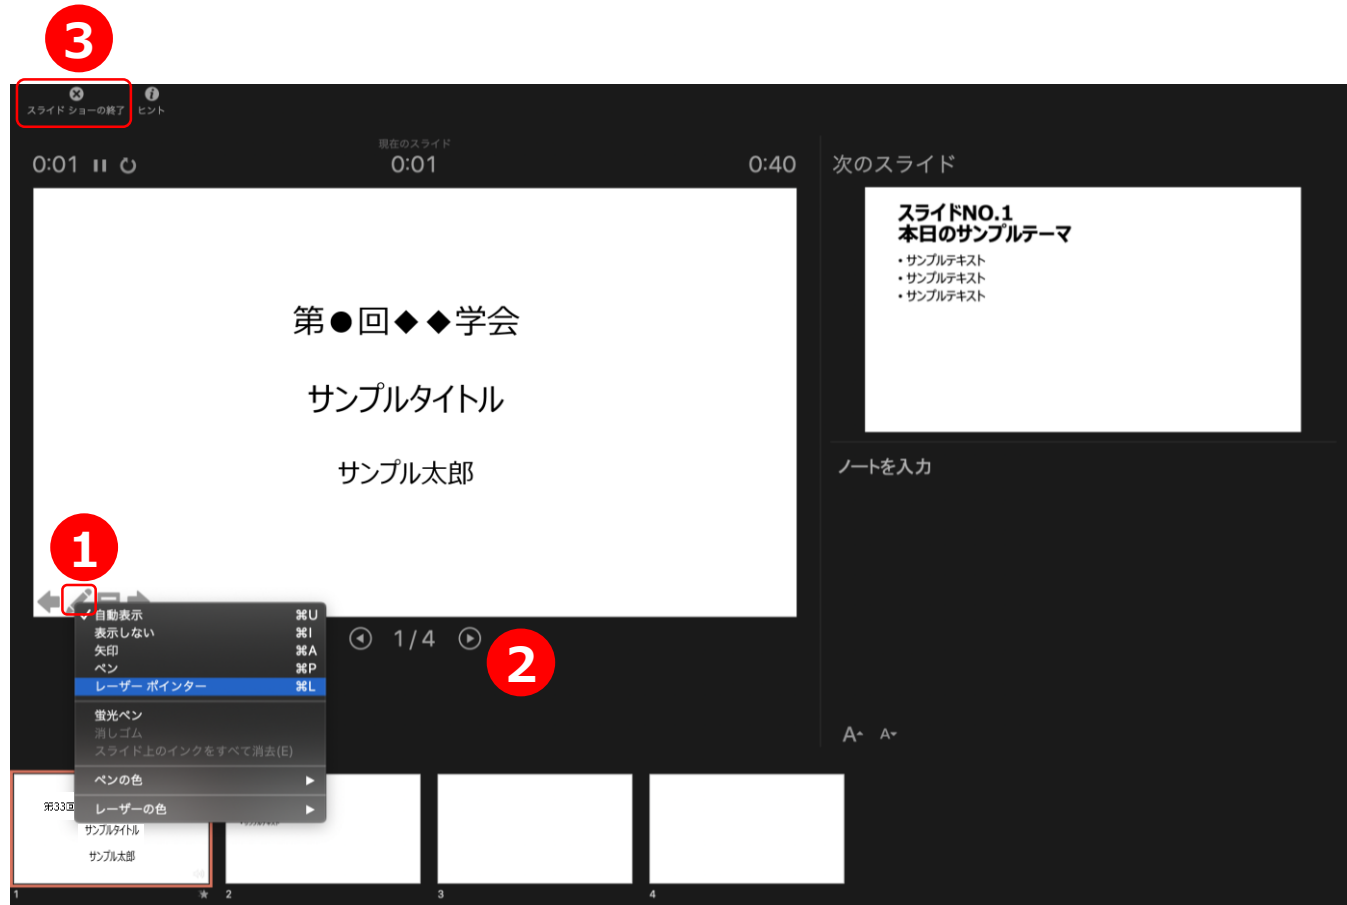 3
スライド ショーの終了
ヒント
現在のスライド
0:01
0:01
0:40
次のスライド
第●回◆◆学会
サンプルタイトル
サンプル太郎
スライドNO.1
本日のサンプルテーマ
・サンプルテキスト
・サンプルテキスト
・サンプルテキスト
ノートを入力
1
✓ 自動表示 ⌘U
表示しない ⌘I
矢印 ⌘A
ペン ⌘P
レーザー ポインター ⌘L
蛍光ペン
消しゴム
スライド上のインクをすべて消去(E)
ペンの色 ▶
レーザーの色 ▶
1/4
2
A A
第33回
サンプルタイトル
サンプル太郎
1
2
3
4